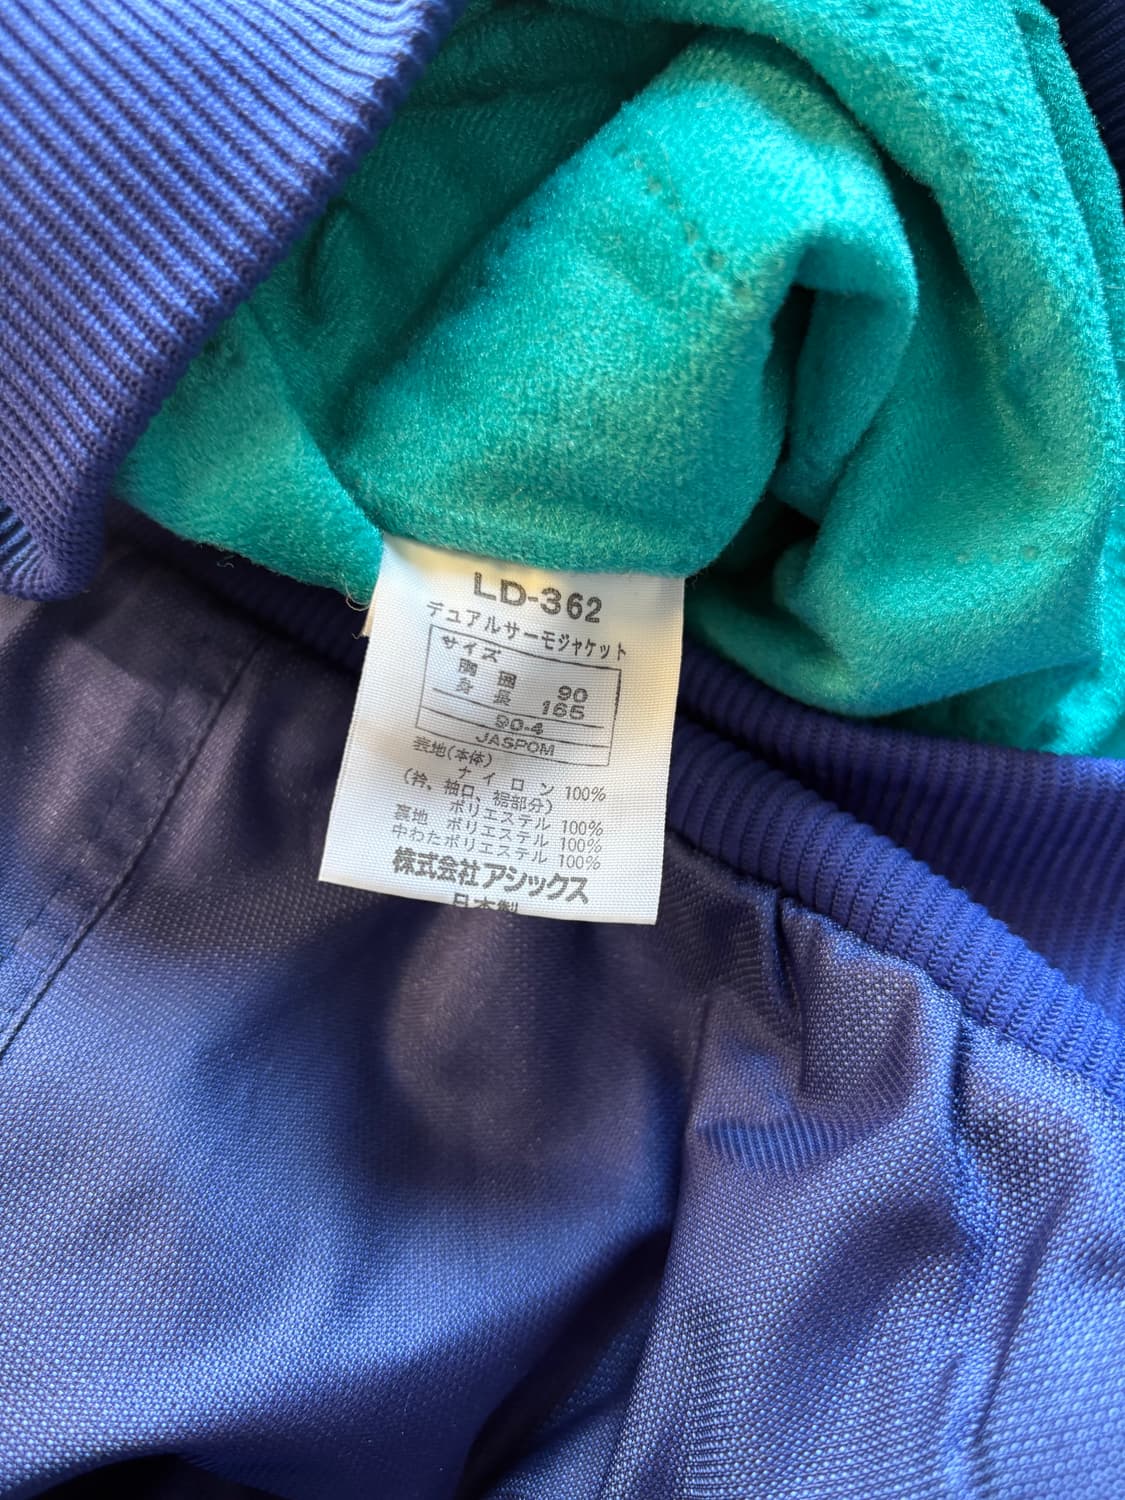 LD-362
デュアルサーモジャケット
サイズ
胸囲 90
身長 165
90-4
JASPOM
表地(本体)
ナイロン 100%
(衿、袖口、裾部分)
ポリエステル 100%
裏地 ポリエステル 100%
中わたポリエステル 100%
株式会社アシックス
日本製